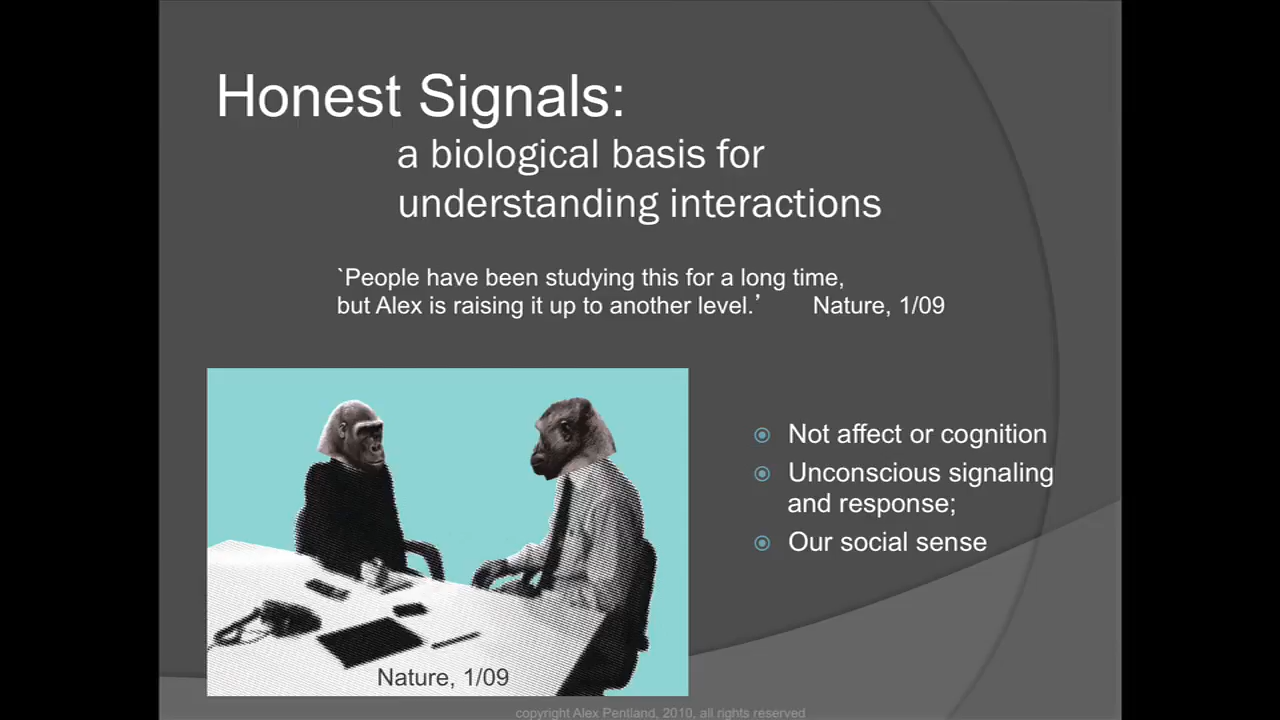 Honest Signals:
a biological basis for
understanding interactions
`People have been studying this for a long time,
but Alex is raising it up to another level.’ Nature, 1/09
Not affect or cognition
Unconscious signaling
and response;
Our social sense
Nature, 1/09
copyright Alex Pentland, 2010, all rights reserved